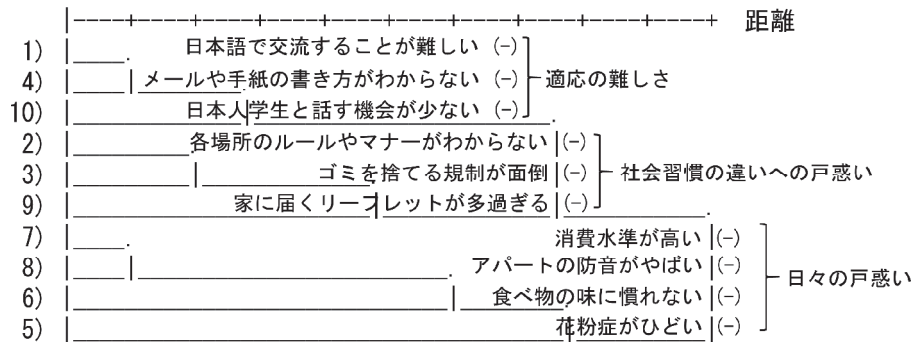 |----+----+----+----+----+----+----+----+----+----+ 距離
1) 日本語で交流することが難しい (-)
4) メールや手紙の書き方がわからない (-) 適応の難しさ
10) 日本人学生と話す機会が少ない (-)
2) 各場所のルールやマナーがわからない (-)
3) ゴミを捨てる規制が面倒 (-) 社会習慣の違いへの戸惑い
9) 家に届くリーフレットが多過ぎる (-)
7) 消費水準が高い (-)
8) アパートの防音がやばい (-) 日々の戸惑い
6) 食べ物の味に慣れない (-)
5) 花粉症がひどい (-)